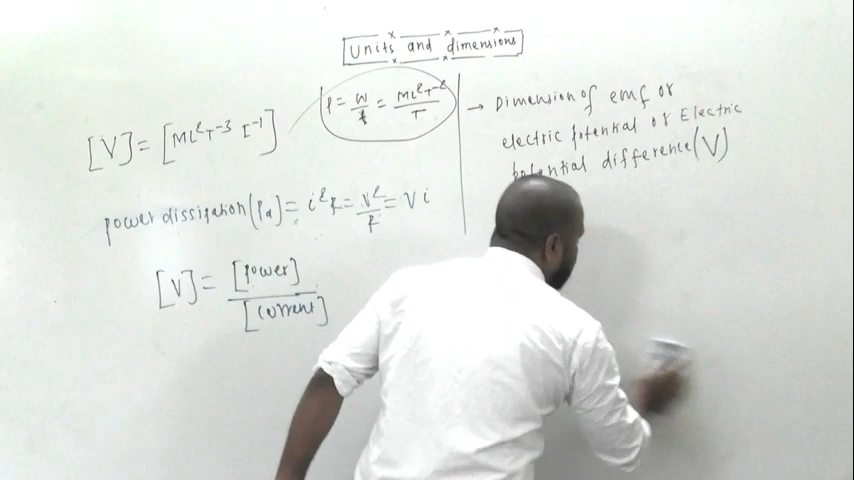 Units and dimensions
[V] = [ML²T⁻³ I⁻¹]
P = W/t = ML²T⁻²/T
→ Dimension of emf or
electric potential or Electric
potential difference (V)
power dissipation (Pd) = i²R = V²/R = Vi
[V] = [power]/[current]